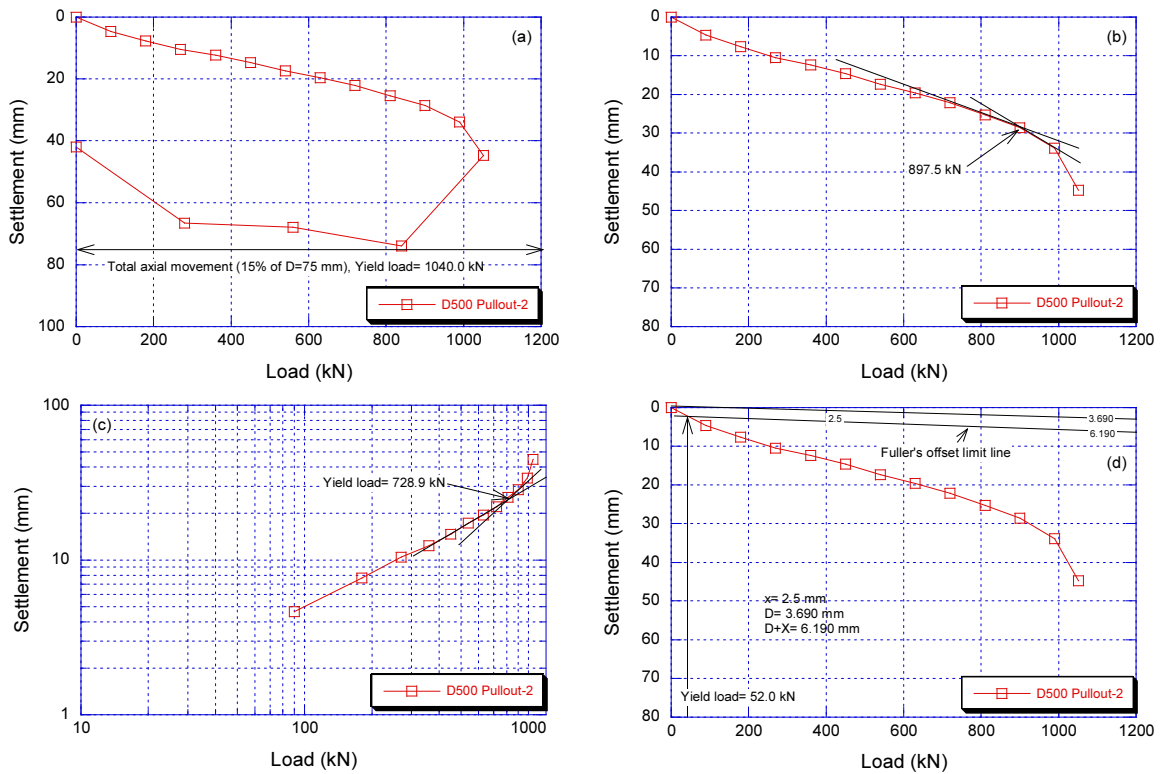 (a)
0
20
40
60
80
100
Settlement (mm)
Total axial movement (15% of D=75 mm), Yield load= 1040.0 kN
D500 Pullout-2
0 200 400 600 800 1000 1200
Load (kN)
(b)
0
10
20
30
40
50
60
70
80
Settlement (mm)
897.5 kN
D500 Pullout-2
0 200 400 600 800 1000 1200
Load (kN)
(c)
100
10
1
Settlement (mm)
Yield load= 728.9 kN
D500 Pullout-2
10 100 1000
Load (kN)
0
10
20
30
40
50
60
70
80
Settlement (mm)
2.5
3.690
6.190
Fuller's offset limit line
(d)
x= 2.5 mm
D= 3.690 mm
D+X= 6.190 mm
Yield load= 52.0 kN
D500 Pullout-2
0 200 400 600 800 1000 1200
Load (kN)